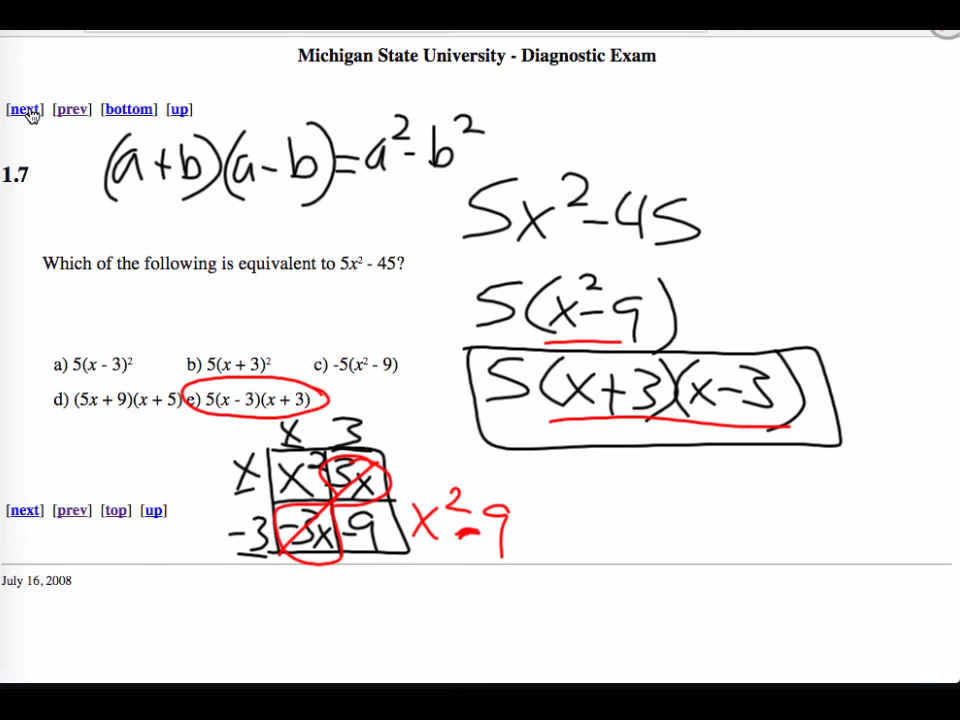 Michigan State University - Diagnostic Exam
[next] [prev] [bottom] [up]
1.7
(a+b)(a-b)=a²-b²
5x²-45
Which of the following is equivalent to 5x² - 45?
5(x²-9)
a) 5(x - 3)² b) 5(x + 3)² c) -5(x² - 9)
5(x+3)(x-3)
d) (5x + 9)(x + 5) e) 5(x - 3)(x + 3)
x 3
x x² 3x
-3 -3x -9 x²-9
[next] [prev] [top] [up]
July 16, 2008